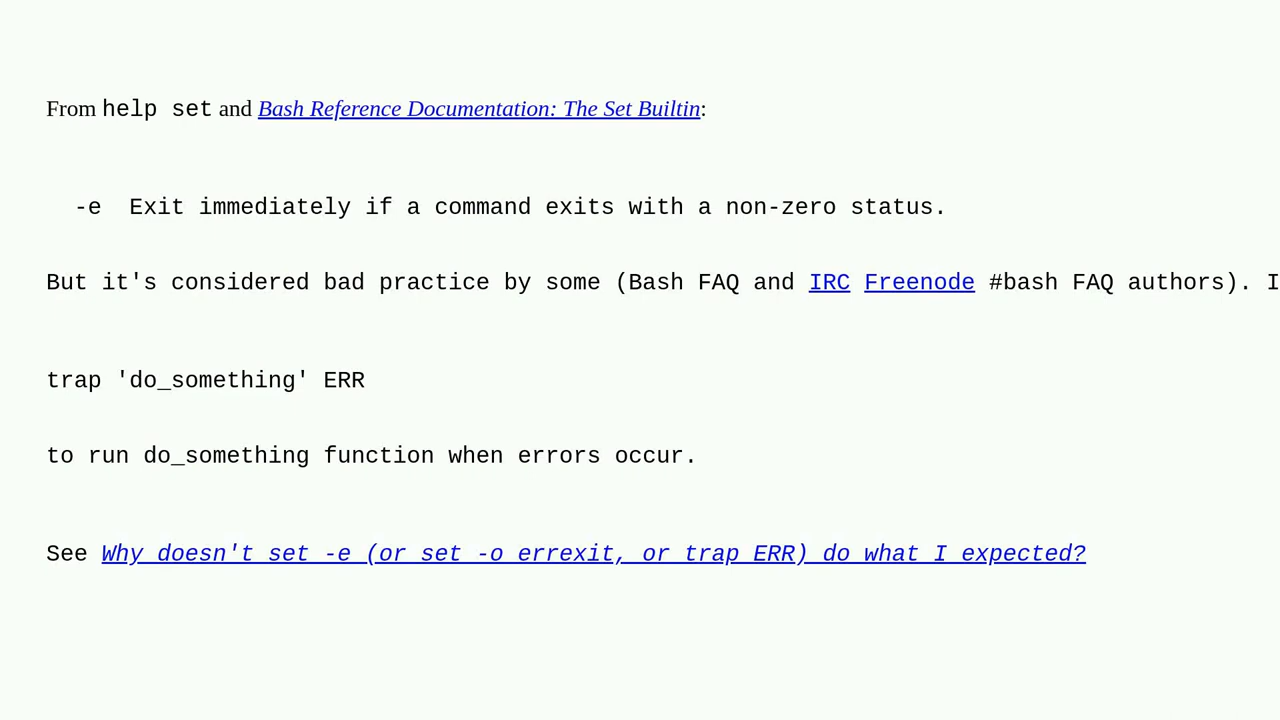 From help set and Bash Reference Documentation: The Set Builtin:
-e  Exit immediately if a command exits with a non-zero status.
But it's considered bad practice by some (Bash FAQ and IRC Freenode #bash FAQ authors). I
trap 'do_something' ERR
to run do_something function when errors occur.
See Why doesn't set -e (or set -o errexit, or trap ERR) do what I expected?